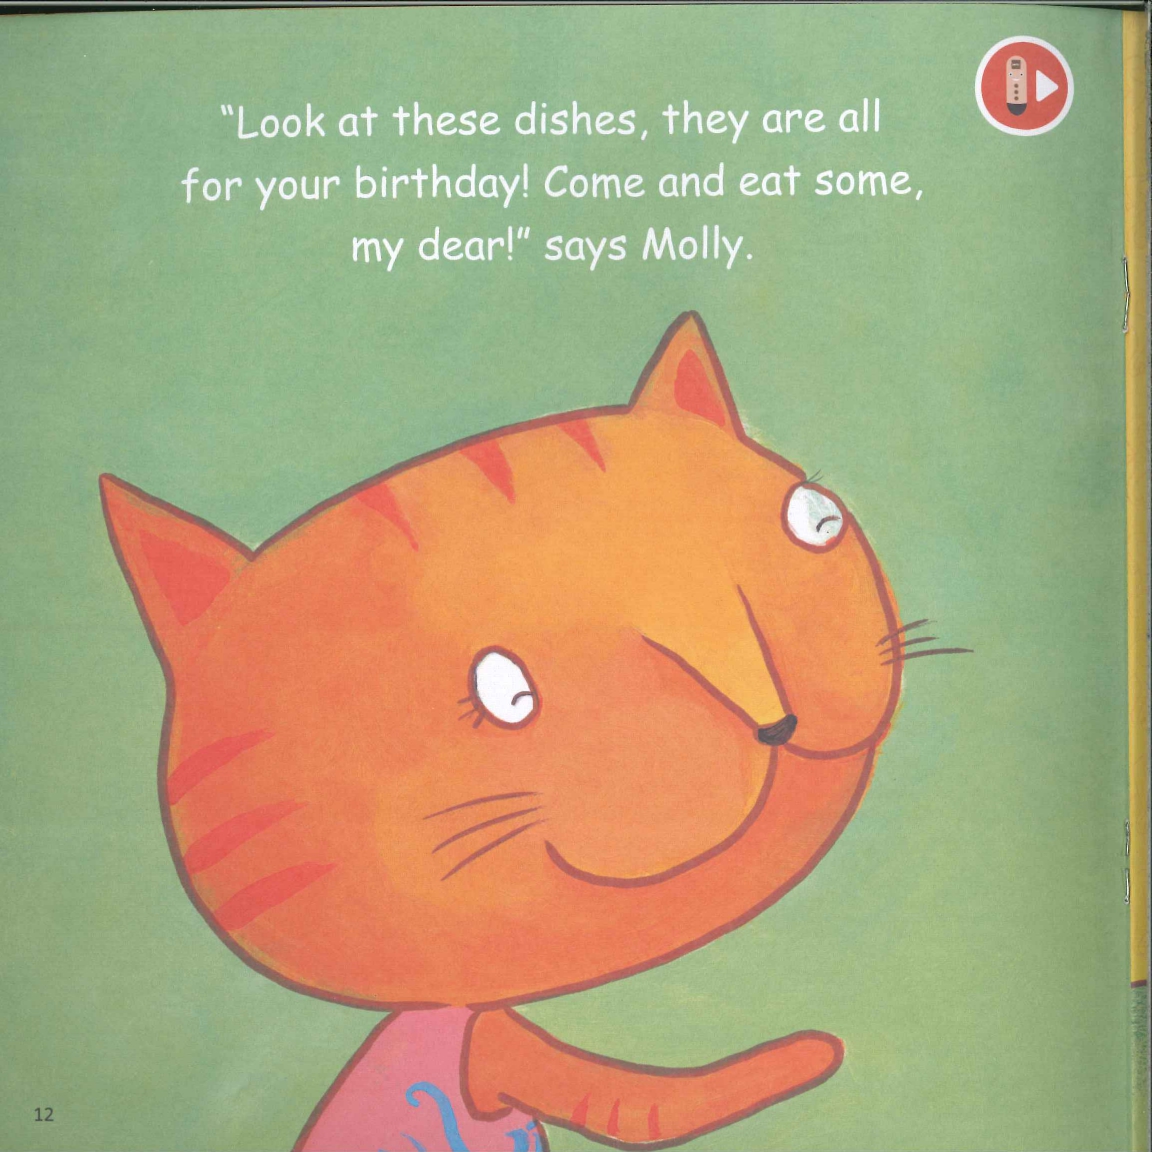 “Look at these dishes, they are all
for your birthday! Come and eat some,
my dear!” says Molly.
12